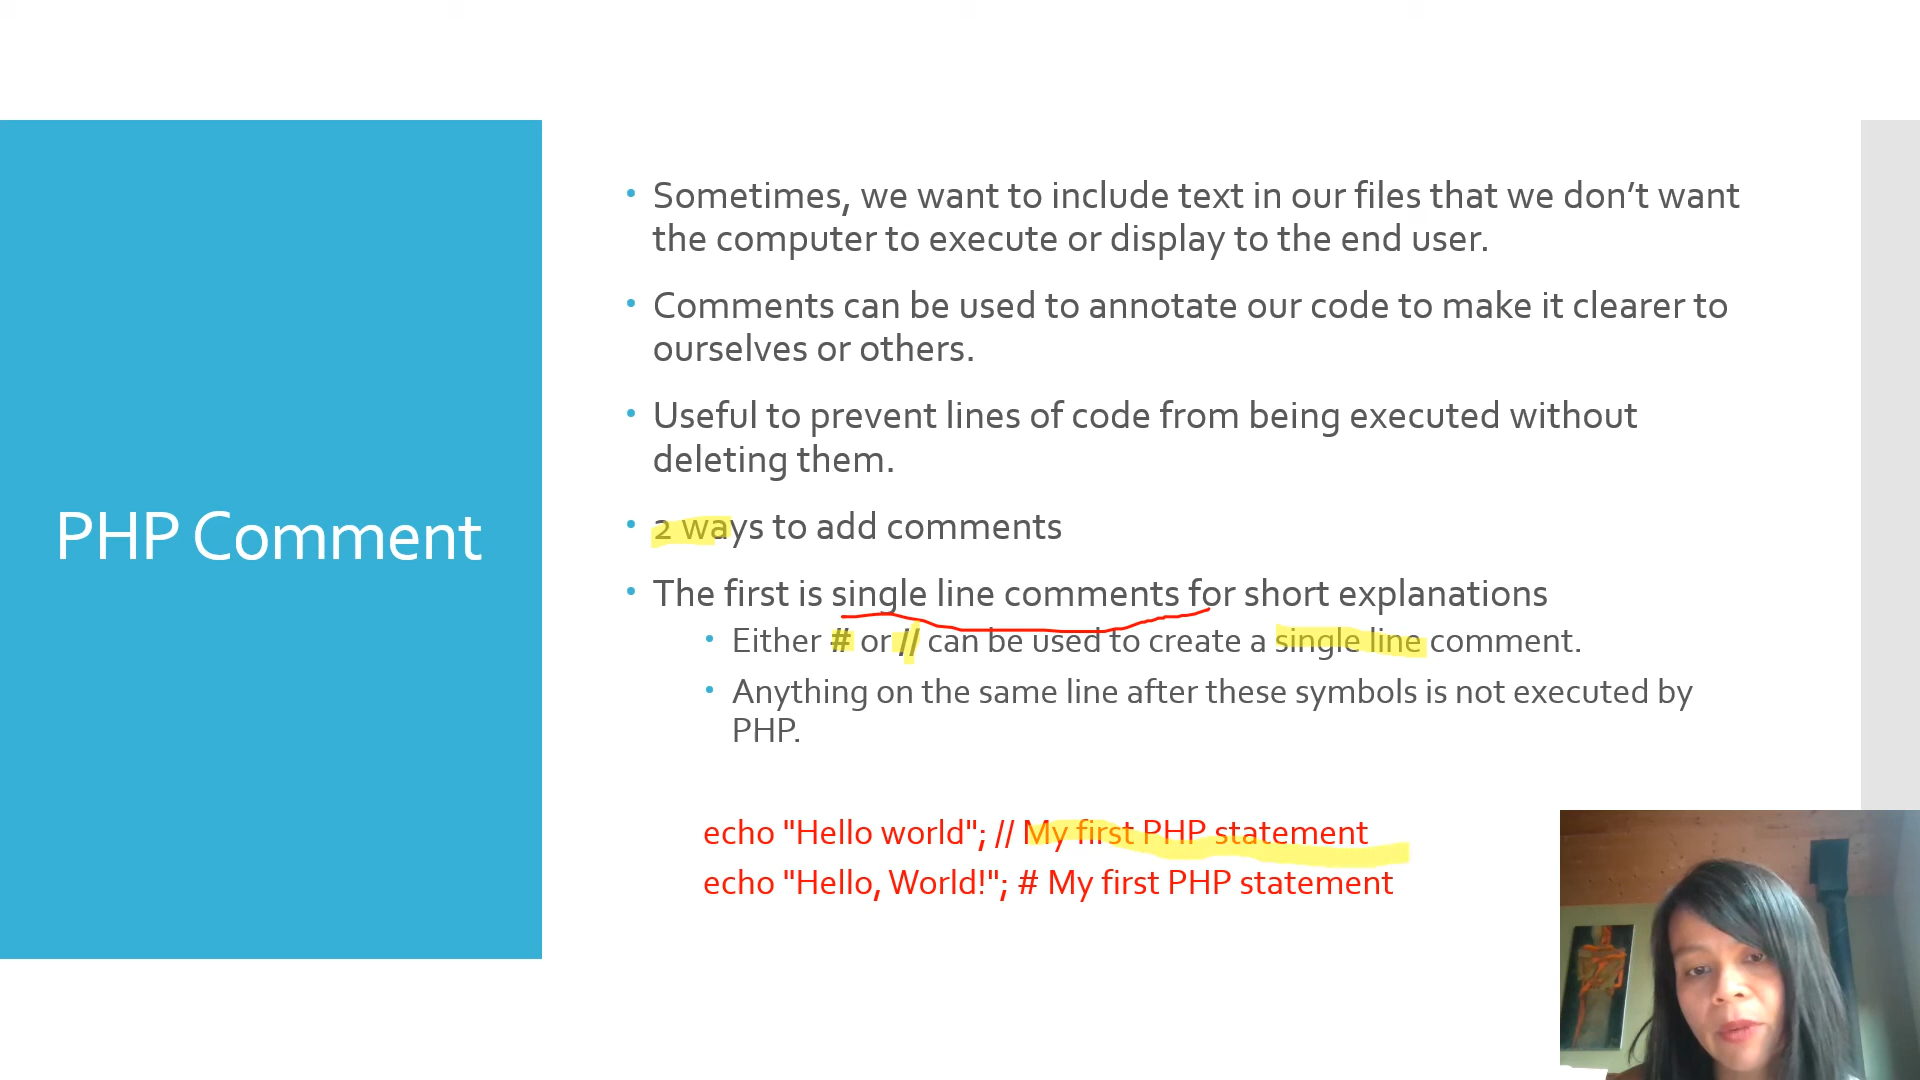 PHP Comment
• Sometimes, we want to include text in our files that we don’t want
the computer to execute or display to the end user.
• Comments can be used to annotate our code to make it clearer to
ourselves or others.
• Useful to prevent lines of code from being executed without
deleting them.
• 2 ways to add comments
• The first is single line comments for short explanations
• Either # or // can be used to create a single line comment.
• Anything on the same line after these symbols is not executed by
PHP.
echo "Hello world"; // My first PHP statement
echo "Hello, World!"; # My first PHP statement